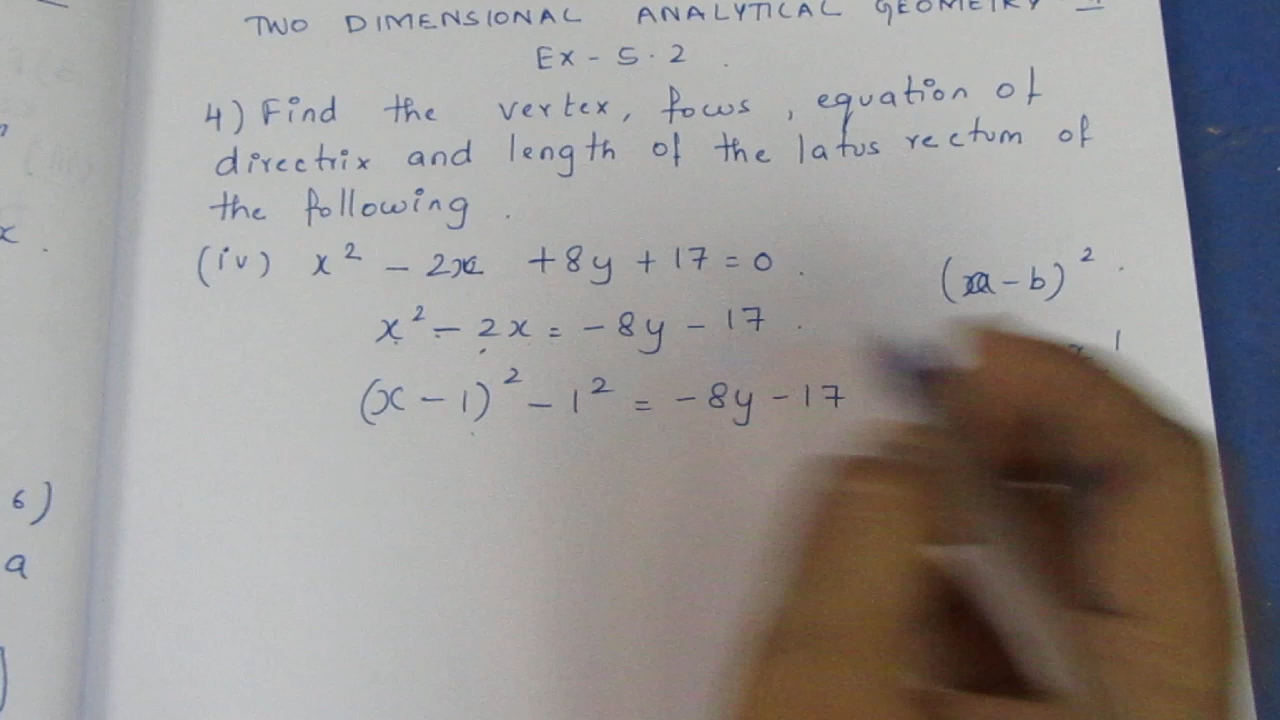 TWO DIMENSIONAL ANALYTICAL GEOMETRY
Ex - 5.2
4) Find the vertex, focus, equation of
directrix and length of the latus rectum of
the following.
(iv) x² - 2x + 8y + 17 = 0.
(a - b)².
x² - 2x = -8y - 17.
(x - 1)² - 1² = -8y - 17
x.
6)
a